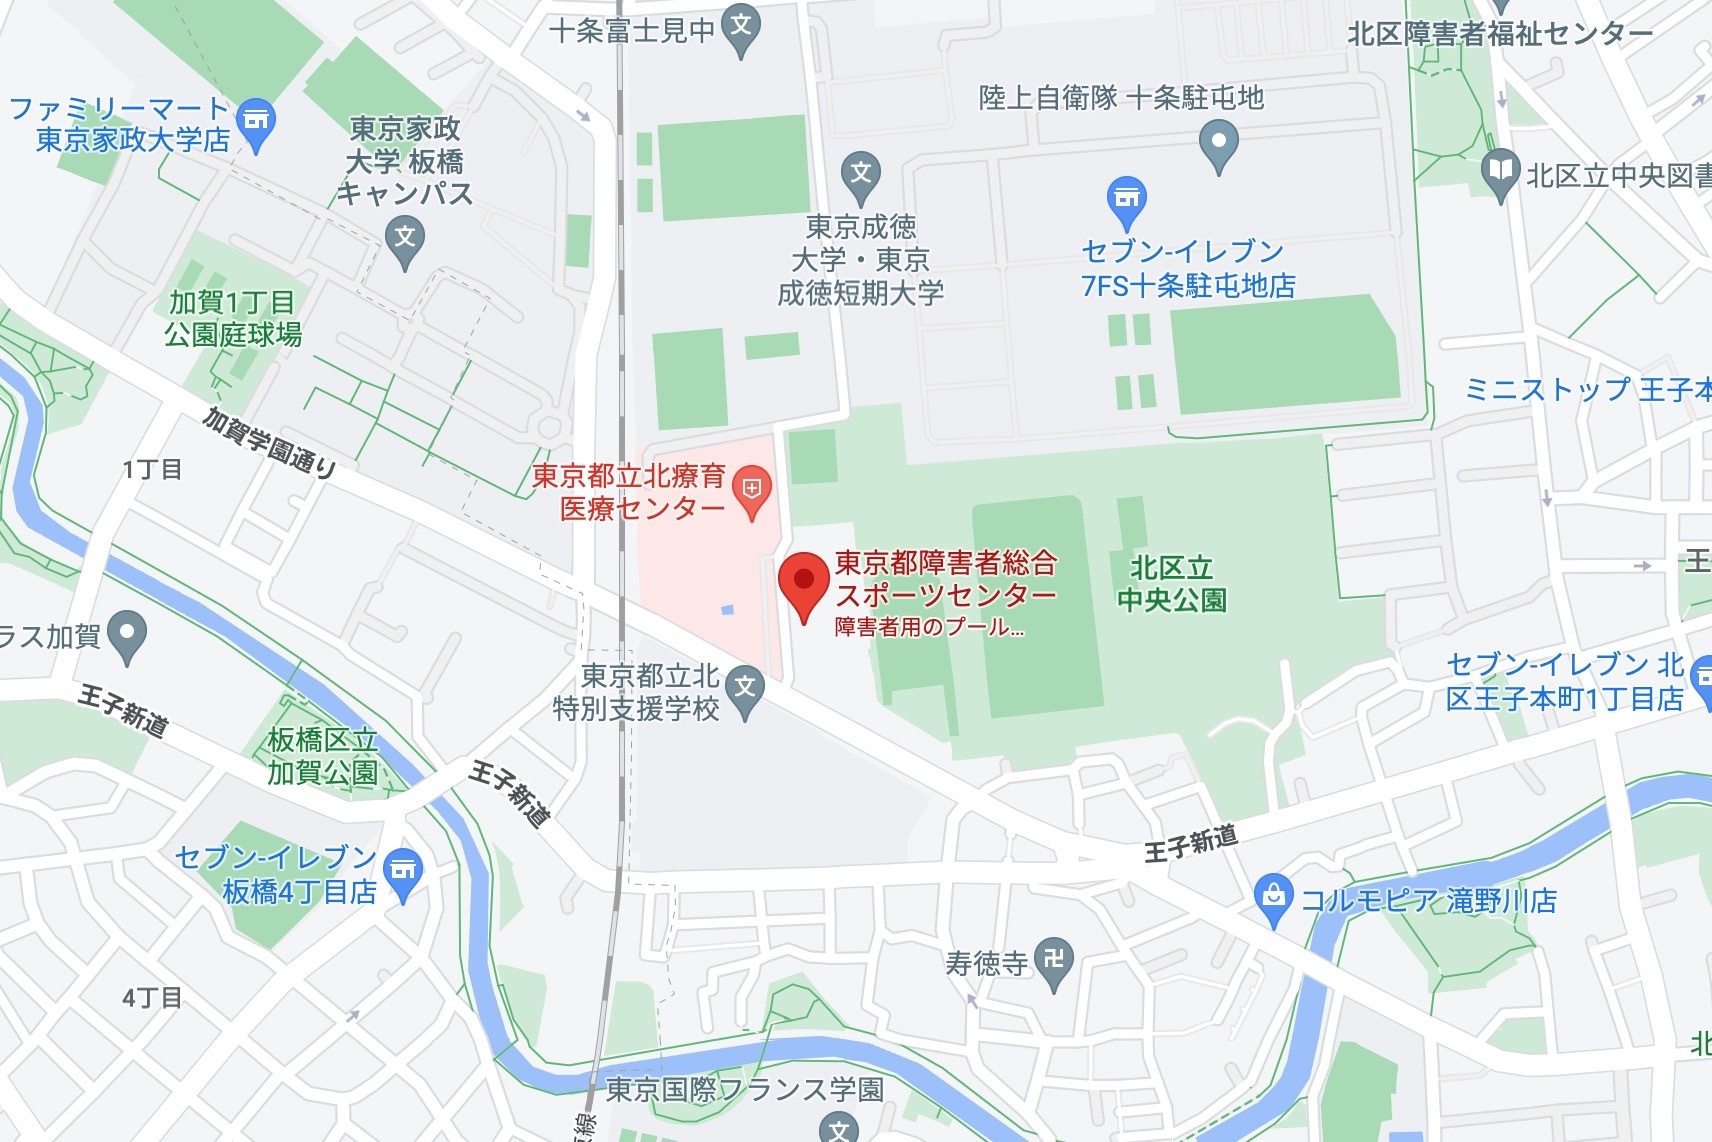 十条富士見中
北区障害者福祉センター
ファミリーマート
東京家政大学店
東京家政
大学 板橋
キャンパス
陸上自衛隊 十条駐屯地
北区立中央図書
東京成徳
大学・東京
成徳短期大学
セブン-イレブン
7FS十条駐屯地店
加賀1丁目
公園庭球場
ミニストップ 王子本
加賀学園通り
1丁目
東京都立北療育
医療センター
東京都障害者総合
スポーツセンター
障害者用のプール...
北区立
中央公園
王
ラス加賀
東京都立北
特別支援学校
セブン-イレブン 北
区王子本町1丁目店
王子新道
板橋区立
加賀公園
王子新道
王子新道
セブン-イレブン
板橋4丁目店
コルモピア 滝野川店
寿徳寺
4丁目
北
東京国際フランス学園
線